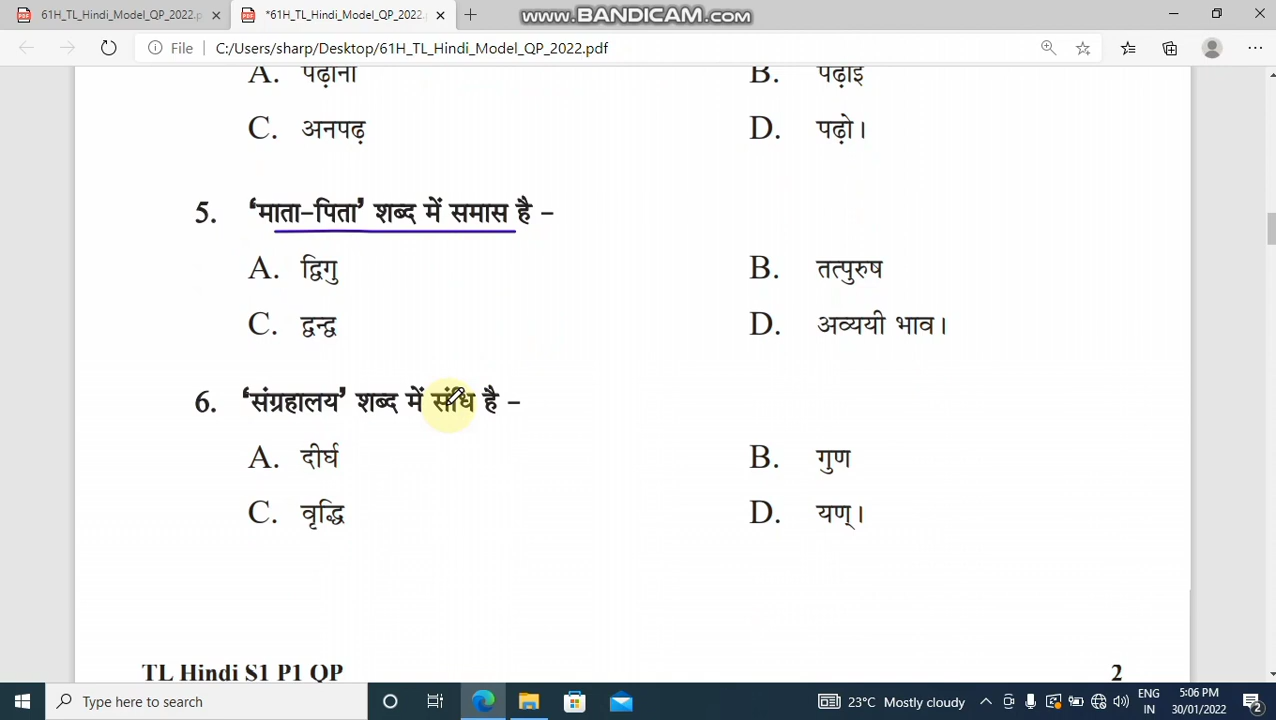 61H_TL_Hindi_Model_QP_2022.p
*61H_TL_Hindi_Model_QP_2022.
www.BANDICAM.com
File C:/Users/sharp/Desktop/61H_TL_Hindi_Model_QP_2022.pdf
A. पढ़ाना B. पढ़ाइ
C. अनपढ़ D. पढ़ो।
5. ‘माता-पिता’ शब्द में समास है -
A. द्विगु B. तत्पुरुष
C. द्वन्द्व D. अव्ययी भाव।
6. ‘संग्रहालय’ शब्द में संधि है -
A. दीर्घ B. गुण
C. वृद्धि D. यण्।
TL Hindi S1 P1 QP 2
Type here to search
23°C Mostly cloudy
ENG
IN
5:06 PM
30/01/2022
2